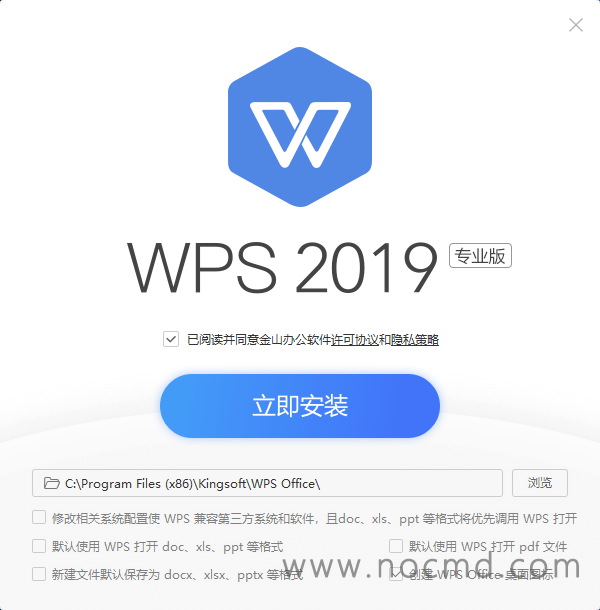 WPS 2019 专业版
已阅读并同意金山办公软件许可协议和隐私策略
立即安装
C:\Program Files (x86)\Kingsoft\WPS Office\ 浏览
修改相关系统配置使 WPS 兼容第三方系统和软件，且doc、xls、ppt 等格式将优先调用 WPS 打开
默认使用 WPS 打开 doc、xls、ppt 等格式 默认使用 WPS 打开 pdf 文件
新建文件默认保存为 docx、xlsx、pptx 等格式 创建 WPS Office 桌面图标
www.nocmd.com